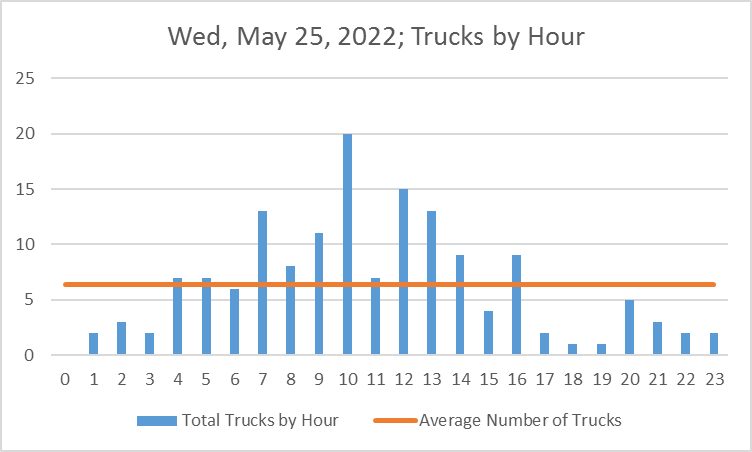 Wed, May 25, 2022; Trucks by Hour
25
20
15
10
5
0
0 1 2 3 4 5 6 7 8 9 10 11 12 13 14 15 16 17 18 19 20 21 22 23
Total Trucks by Hour Average Number of Trucks